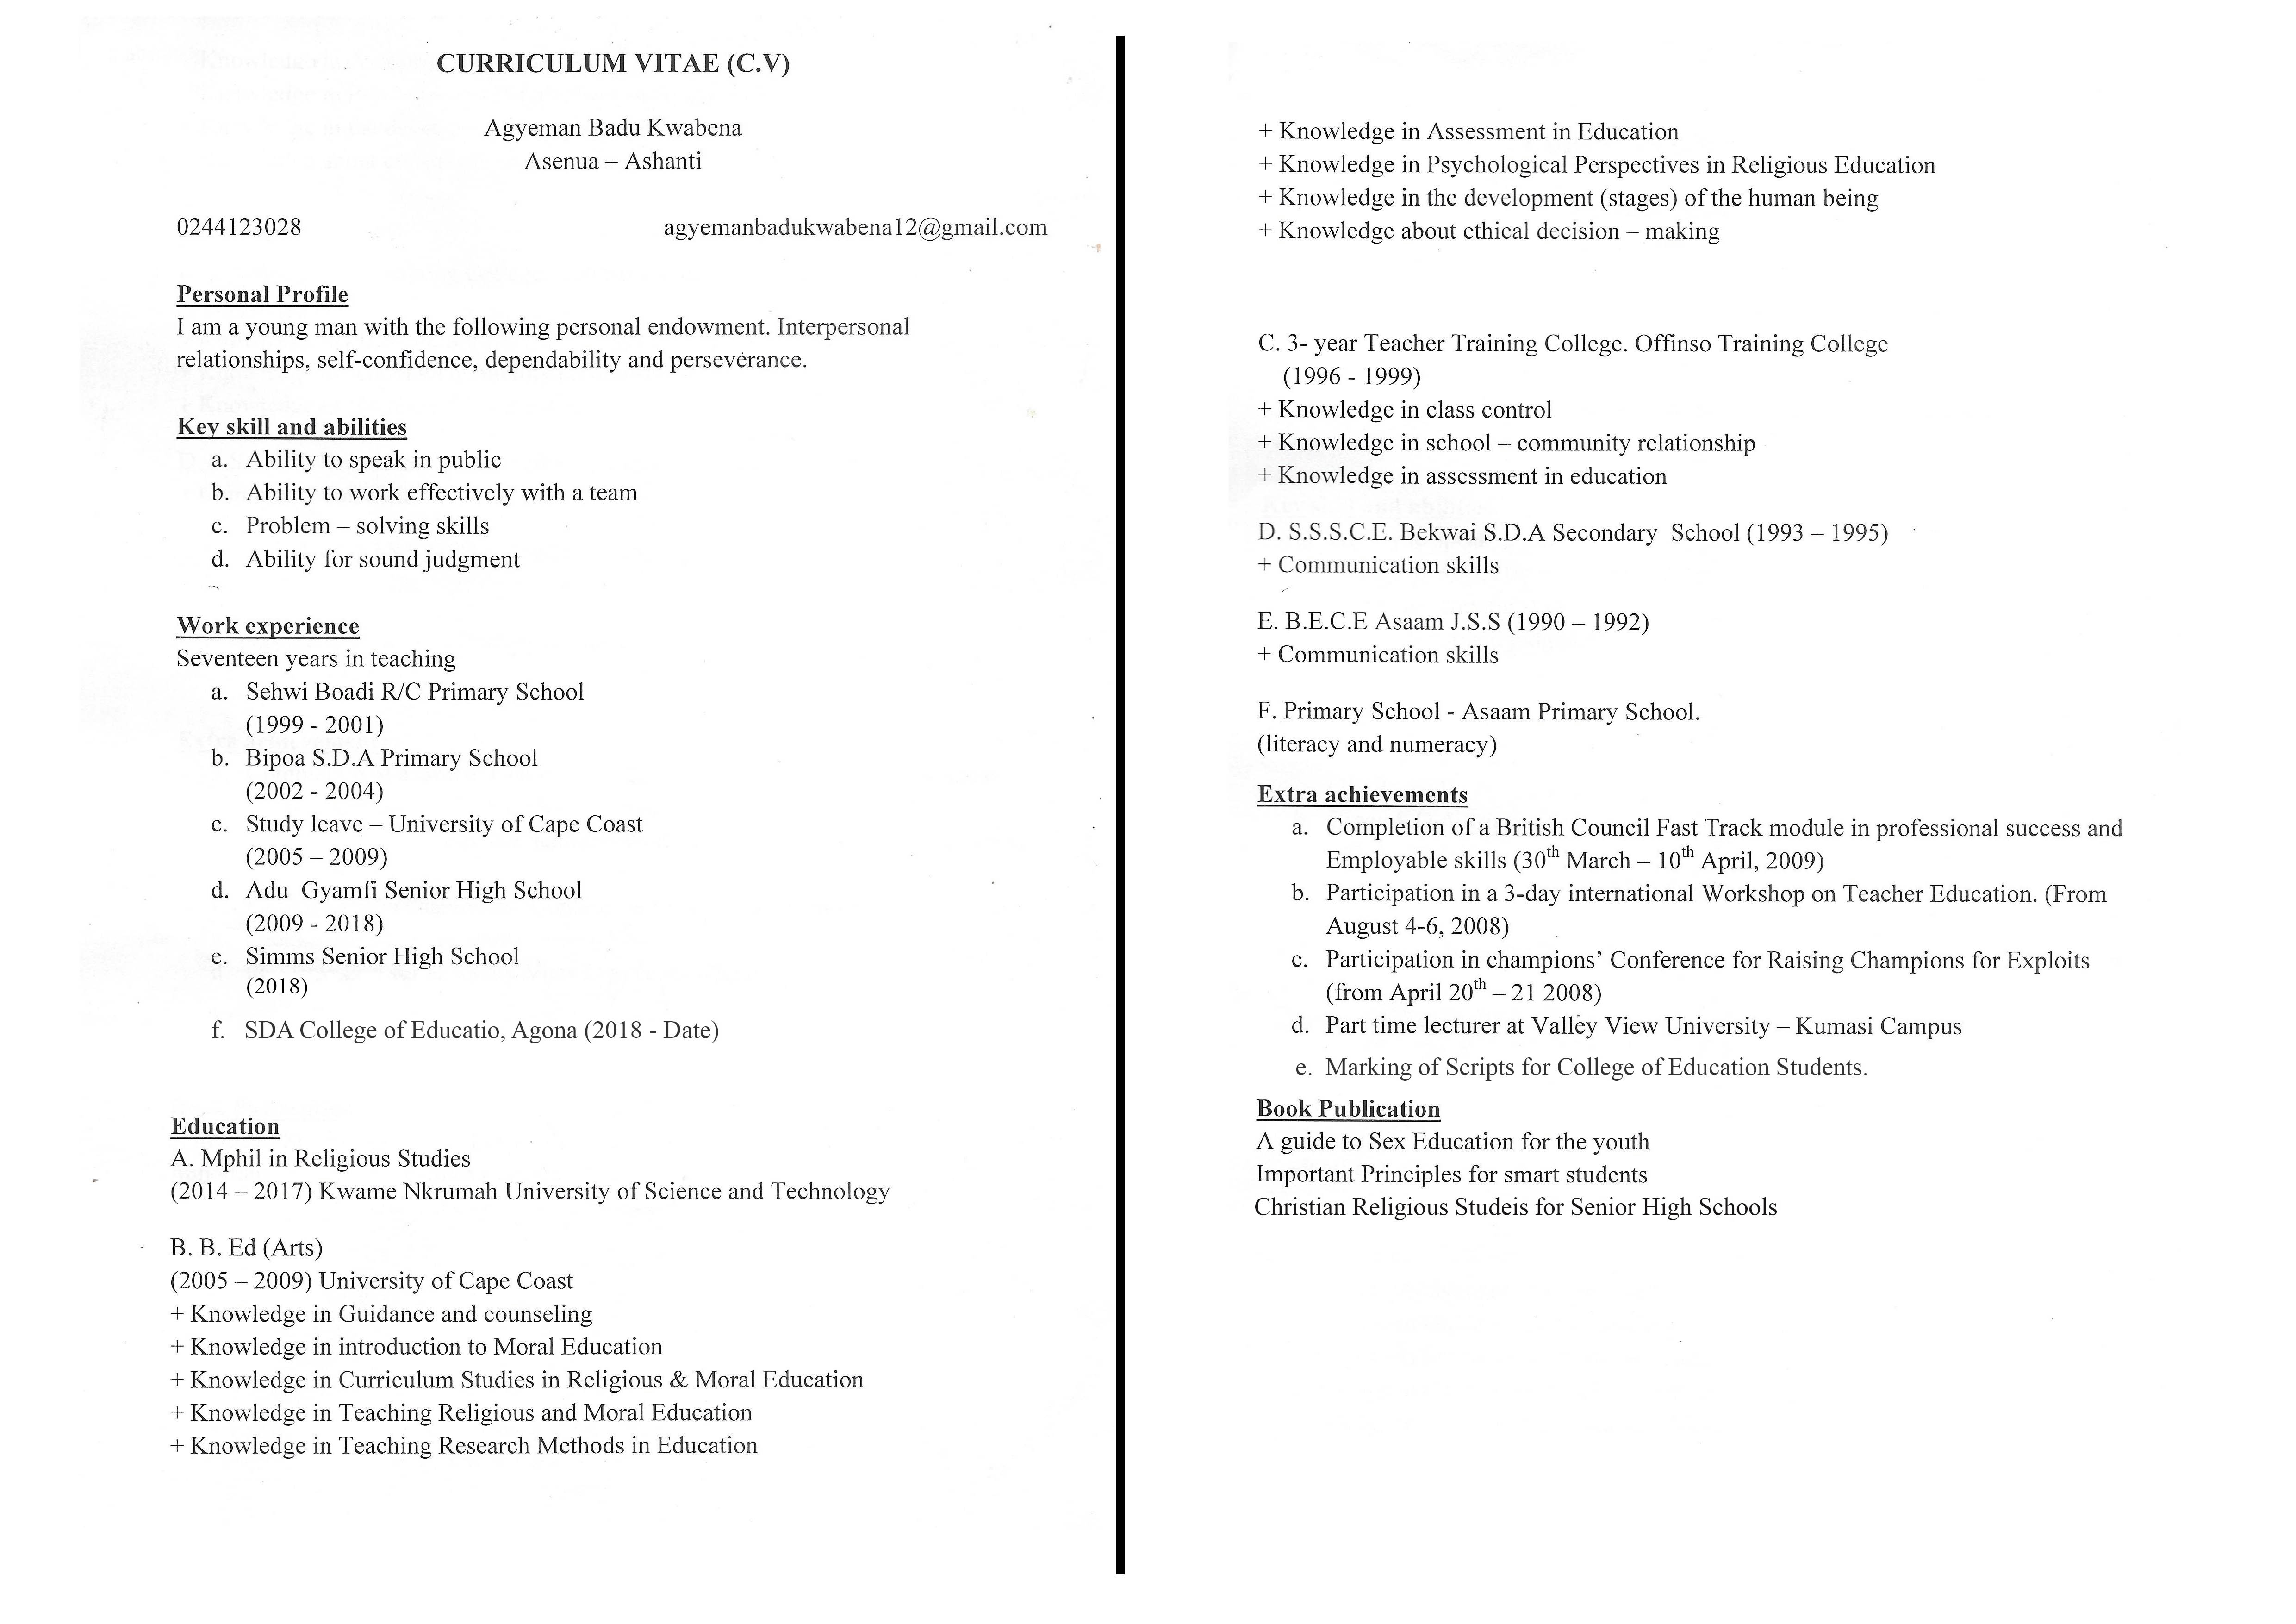 CURRICULUM VITAE (C.V)
Agyeman Badu Kwabena
Asenua – Ashanti
0244123028 agyemanbadukwabena12@gmail.com
Personal Profile
I am a young man with the following personal endowment. Interpersonal
relationships, self-confidence, dependability and perseverance.
Key skill and abilities
a. Ability to speak in public
b. Ability to work effectively with a team
c. Problem – solving skills
d. Ability for sound judgment
Work experience
Seventeen years in teaching
a. Sehwi Boadi R/C Primary School
(1999 - 2001)
b. Bipoa S.D.A Primary School
(2002 - 2004)
c. Study leave – University of Cape Coast
(2005 – 2009)
d. Adu Gyamfi Senior High School
(2009 - 2018)
e. Simms Senior High School
(2018)
f. SDA College of Educatio, Agona (2018 - Date)
Education
A. Mphil in Religious Studies
(2014 – 2017) Kwame Nkrumah University of Science and Technology
B. B. Ed (Arts)
(2005 – 2009) University of Cape Coast
+ Knowledge in Guidance and counseling
+ Knowledge in introduction to Moral Education
+ Knowledge in Curriculum Studies in Religious & Moral Education
+ Knowledge in Teaching Religious and Moral Education
+ Knowledge in Teaching Research Methods in Education
+ Knowledge in Assessment in Education
+ Knowledge in Psychological Perspectives in Religious Education
+ Knowledge in the development (stages) of the human being
+ Knowledge about ethical decision – making
C. 3- year Teacher Training College. Offinso Training College
(1996 - 1999)
+ Knowledge in class control
+ Knowledge in school – community relationship
+ Knowledge in assessment in education
D. S.S.S.C.E. Bekwai S.D.A Secondary School (1993 – 1995)
+ Communication skills
E. B.E.C.E Asaam J.S.S (1990 – 1992)
+ Communication skills
F. Primary School - Asaam Primary School.
(literacy and numeracy)
Extra achievements
a. Completion of a British Council Fast Track module in professional success and
Employable skills (30th March – 10th April, 2009)
b. Participation in a 3-day international Workshop on Teacher Education. (From
August 4-6, 2008)
c. Participation in champions’ Conference for Raising Champions for Exploits
(from April 20th – 21 2008)
d. Part time lecturer at Valley View University – Kumasi Campus
e. Marking of Scripts for College of Education Students.
Book Publication
A guide to Sex Education for the youth
Important Principles for smart students
Christian Religious Studeis for Senior High Schools